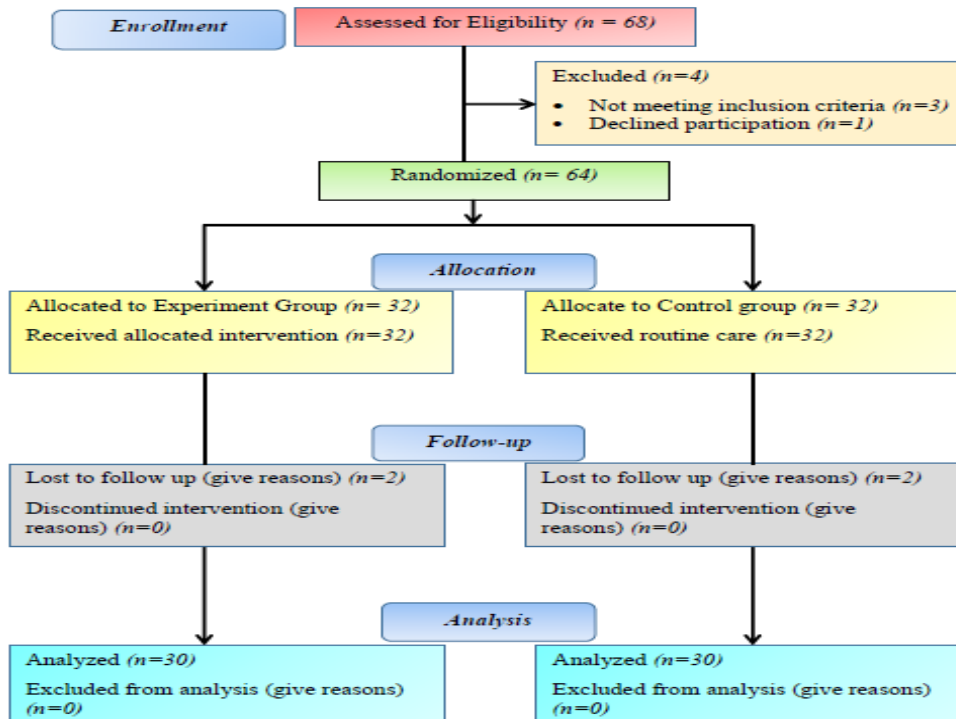 Enrollment
Assessed for Eligibility (n = 68)
Excluded (n=4)
• Not meeting inclusion criteria (n=3)
• Declined participation (n=1)
Randomized (n= 64)
Allocation
Allocated to Experiment Group (n= 32)
Received allocated intervention (n=32)
Allocate to Control group (n= 32)
Received routine care (n=32)
Follow-up
Lost to follow up (give reasons) (n=2)
Discontinued intervention (give
reasons) (n=0)
Lost to follow up (give reasons) (n=2)
Discontinued intervention (give
reasons) (n=0)
Analysis
Analyzed (n=30)
Excluded from analysis (give reasons)
(n=0)
Analyzed (n=30)
Excluded from analysis (give reasons)
(n=0)